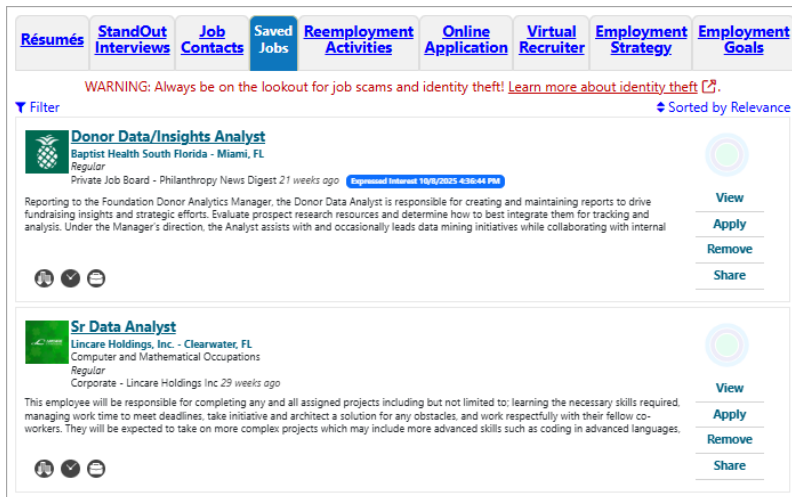 Résumés
StandOut Interviews
Job Contacts
Saved Jobs
Reemployment Activities
Online Application
Virtual Recruiter
Employment Strategy
Employment Goals
WARNING: Always be on the lookout for job scams and identity theft! Learn more about identity theft.
Filter
Sorted by Relevance
Donor Data/Insights Analyst
Baptist Health South Florida - Miami, FL
Regular
Private Job Board - Philanthropy News Digest 21 weeks ago Expressed Interest 10/8/2025 4:36:44 PM
Reporting to the Foundation Donor Analytics Manager, the Donor Data Analyst is responsible for creating and maintaining reports to drive
fundraising insights and strategic efforts. Evaluate prospect research resources and determine how to best integrate them for tracking and
analysis. Under the Manager's direction, the Analyst assists with and occasionally leads data mining initiatives while collaborating with internal
View
Apply
Remove
Share
Sr Data Analyst
Lincare Holdings, Inc. - Clearwater, FL
Computer and Mathematical Occupations
Regular
Corporate - Lincare Holdings Inc 29 weeks ago
This employee will be responsible for completing any and all assigned projects including but not limited to; learning the necessary skills required,
managing work time to meet deadlines, take initiative and architect a solution for any obstacles, and work respectfully with their fellow co-
workers. They will be expected to take on more complex projects which may include more advanced skills such as coding in advanced languages,
View
Apply
Remove
Share